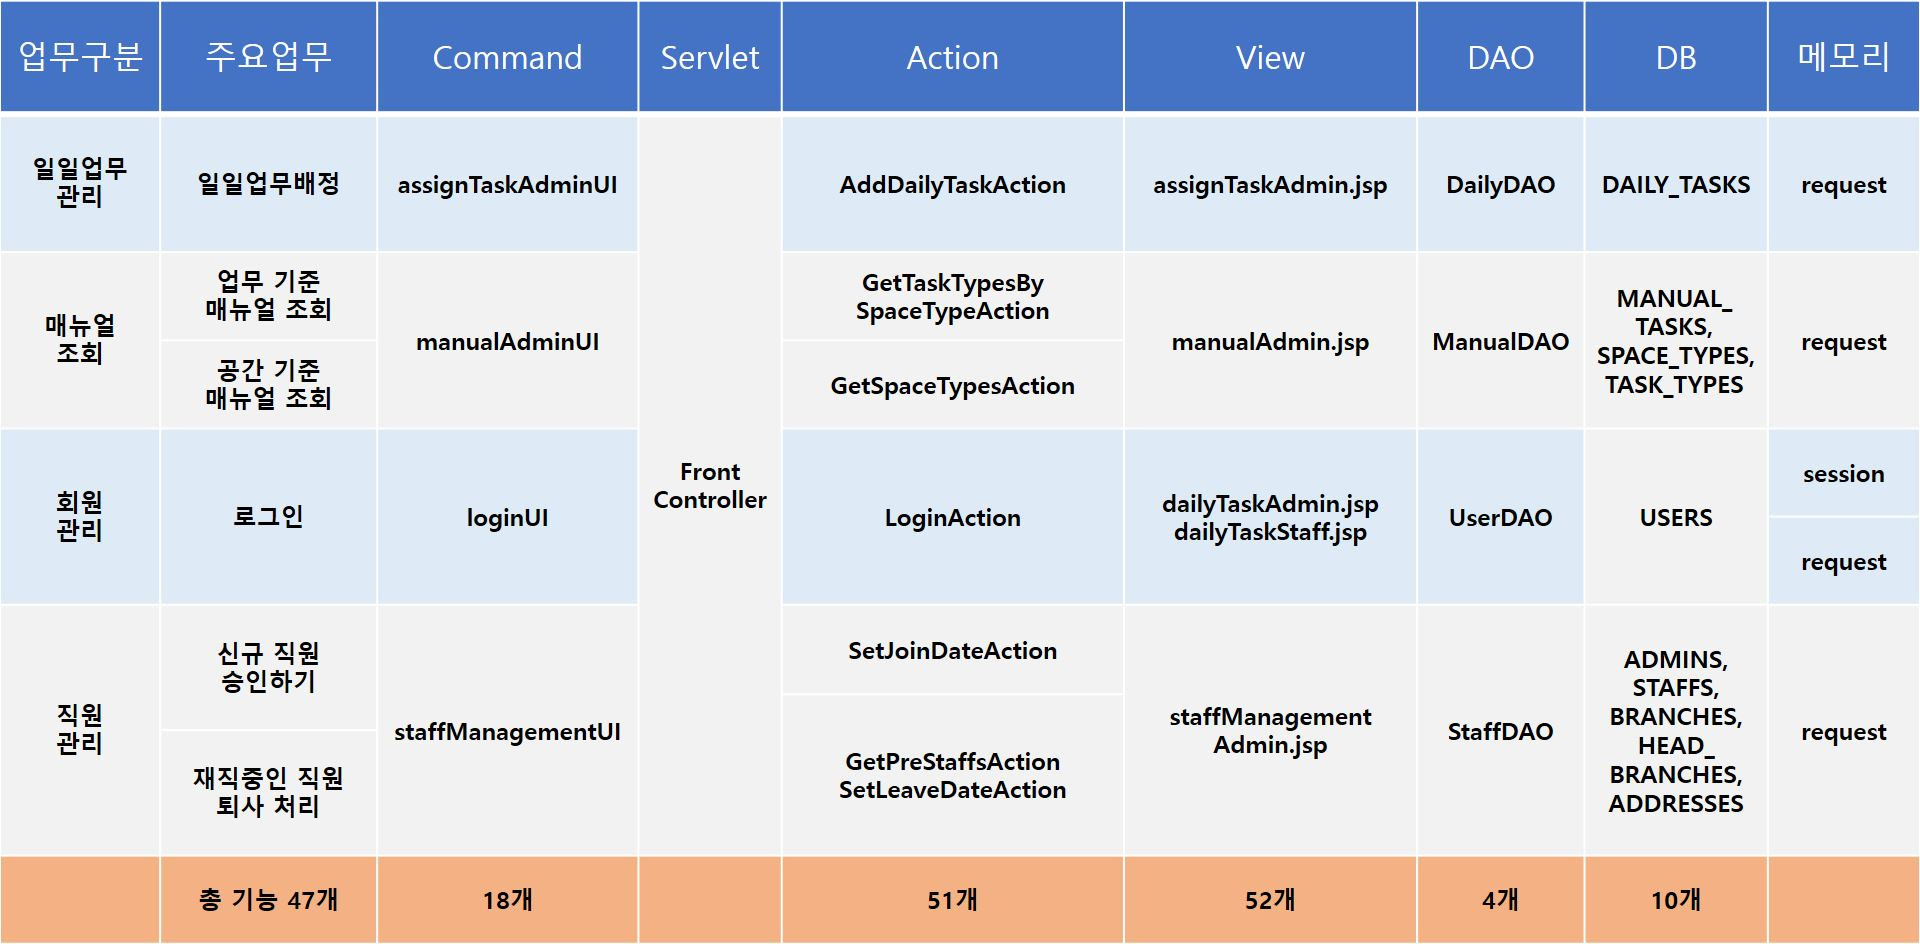 업무구분
주요업무
Command
Servlet
Action
View
DAO
DB
메모리
일일업무
관리
일일업무배정
assignTaskAdminUI
Front
Controller
AddDailyTaskAction
assignTaskAdmin.jsp
DailyDAO
DAILY_TASKS
request
매뉴얼
조회
업무 기준
매뉴얼 조회
공간 기준
매뉴얼 조회
manualAdminUI
GetTaskTypesBy
SpaceTypeAction
GetSpaceTypesAction
manualAdmin.jsp
ManualDAO
MANUAL_
TASKS,
SPACE_TYPES,
TASK_TYPES
request
회원
관리
로그인
loginUI
LoginAction
dailyTaskAdmin.jsp
dailyTaskStaff.jsp
UserDAO
USERS
session
request
직원
관리
신규 직원
승인하기
재직중인 직원
퇴사 처리
staffManagementUI
SetJoinDateAction
GetPreStaffsAction
SetLeaveDateAction
staffManagement
Admin.jsp
StaffDAO
ADMINS,
STAFFS,
BRANCHES,
HEAD_
BRANCHES,
ADDRESSES
request
총 기능 47개
18개
51개
52개
4개
10개